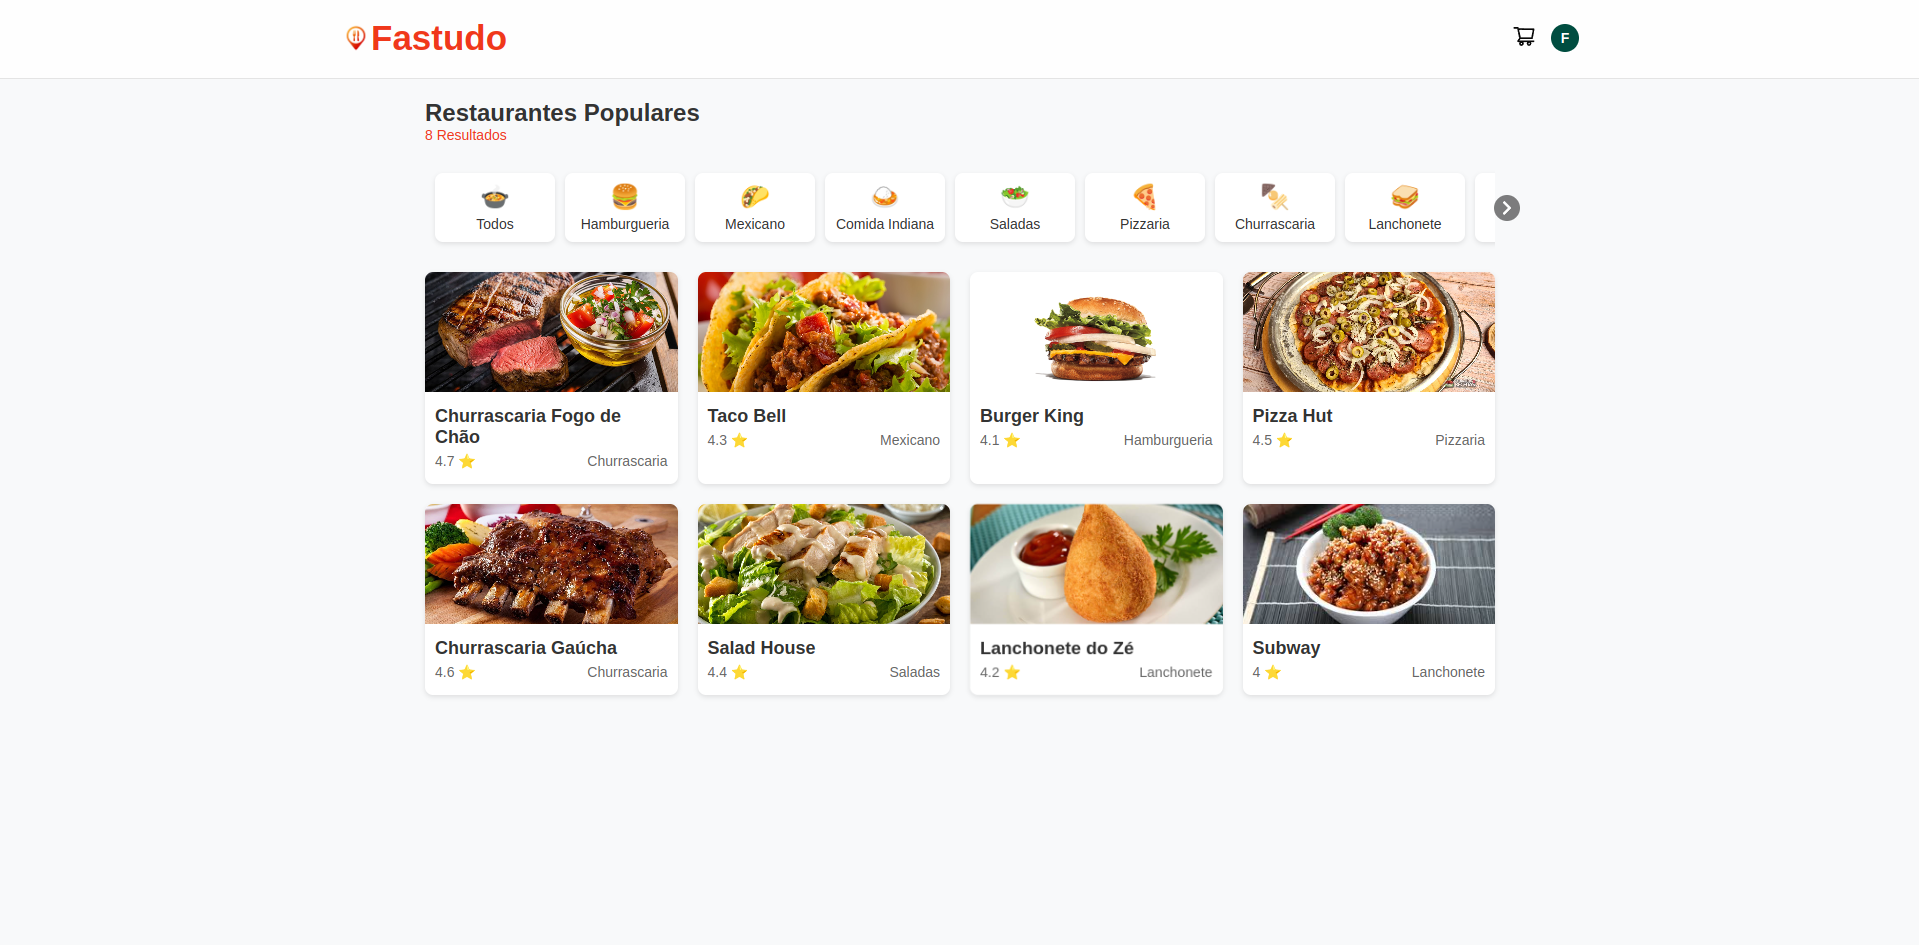 Fastudo
F
Restaurantes Populares
8 Resultados
Todos
Hamburgueria
Mexicano
Comida Indiana
Saladas
Pizzaria
Churrascaria
Lanchonete
Churrascaria Fogo de
Chão
4.7
Churrascaria
Taco Bell
4.3
Mexicano
Burger King
4.1
Hamburgueria
Pizza Hut
4.5
Pizzaria
Churrascaria Gaúcha
4.6
Churrascaria
Salad House
4.4
Saladas
Lanchonete do Zé
4.2
Lanchonete
Subway
4
Lanchonete